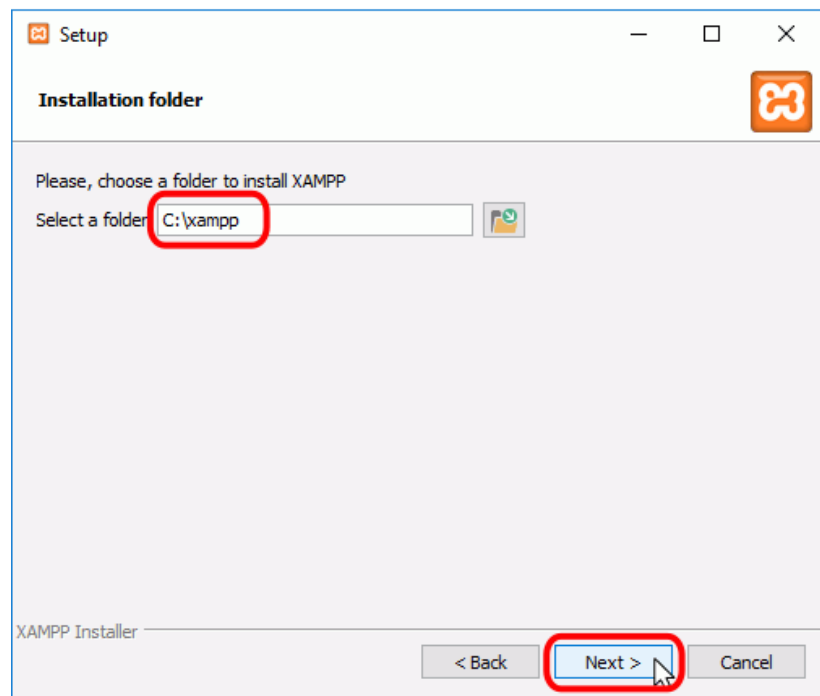 Setup
Installation folder
Please, choose a folder to install XAMPP
Select a folder C:\xampp
XAMPP Installer
< Back Next > Cancel